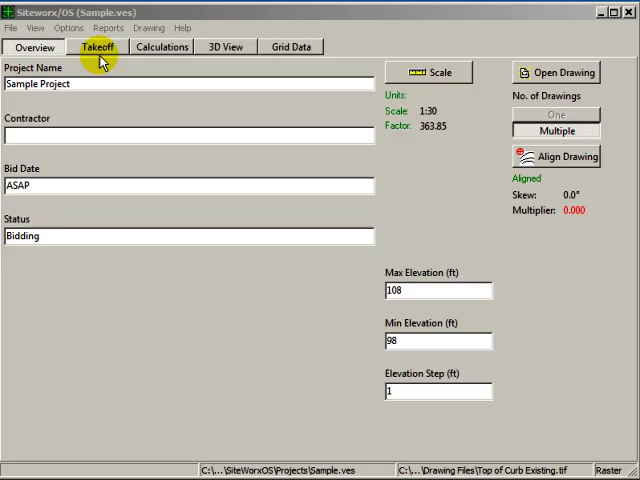 Siteworx/OS (Sample.ves)
File View Options Reports Drawing Help
Overview Takeoff Calculations 3D View Grid Data
Project Name
Sample Project
Contractor
Bid Date
ASAP
Status
Bidding
Scale
Units:
Scale: 1:30
Factor: 363.85
Open Drawing
No. of Drawings
One
Multiple
Align Drawing
Aligned
Skew: 0.0°
Multiplier: 0.000
Max Elevation (ft)
108
Min Elevation (ft)
98
Elevation Step (ft)
1
C:\...\SiteWorxOS\Projects\Sample.ves C:\...\Drawing Files\Top of Curb Existing.tif Raster